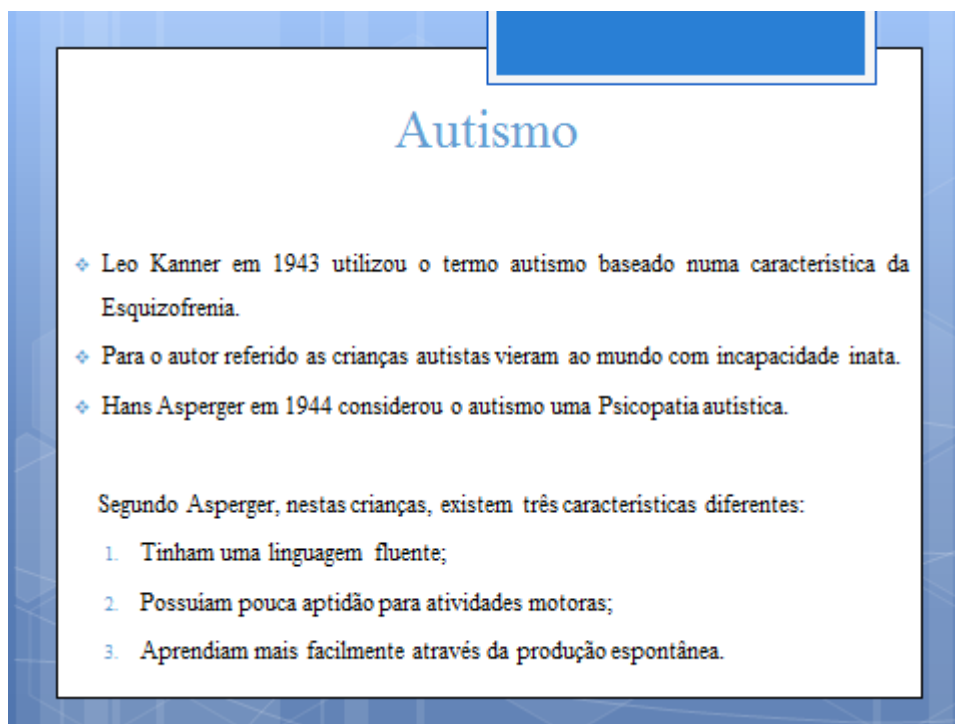 Autismo
Leo Kanner em 1943 utilizou o termo autismo baseado numa característica da
Esquizofrenia.
Para o autor referido as crianças autistas vieram ao mundo com incapacidade inata.
Hans Asperger em 1944 considerou o autismo uma Psicopatia autística.
Segundo Asperger, nestas crianças, existem três características diferentes:
1. Tinham uma linguagem fluente;
2. Possuíam pouca aptidão para atividades motoras;
3. Aprendiam mais facilmente através da produção espontânea.